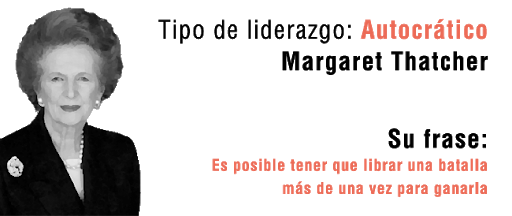 Tipo de liderazgo: Autocrático
Margaret Thatcher
Su frase:
Es posible tener que librar una batalla
más de una vez para ganarla